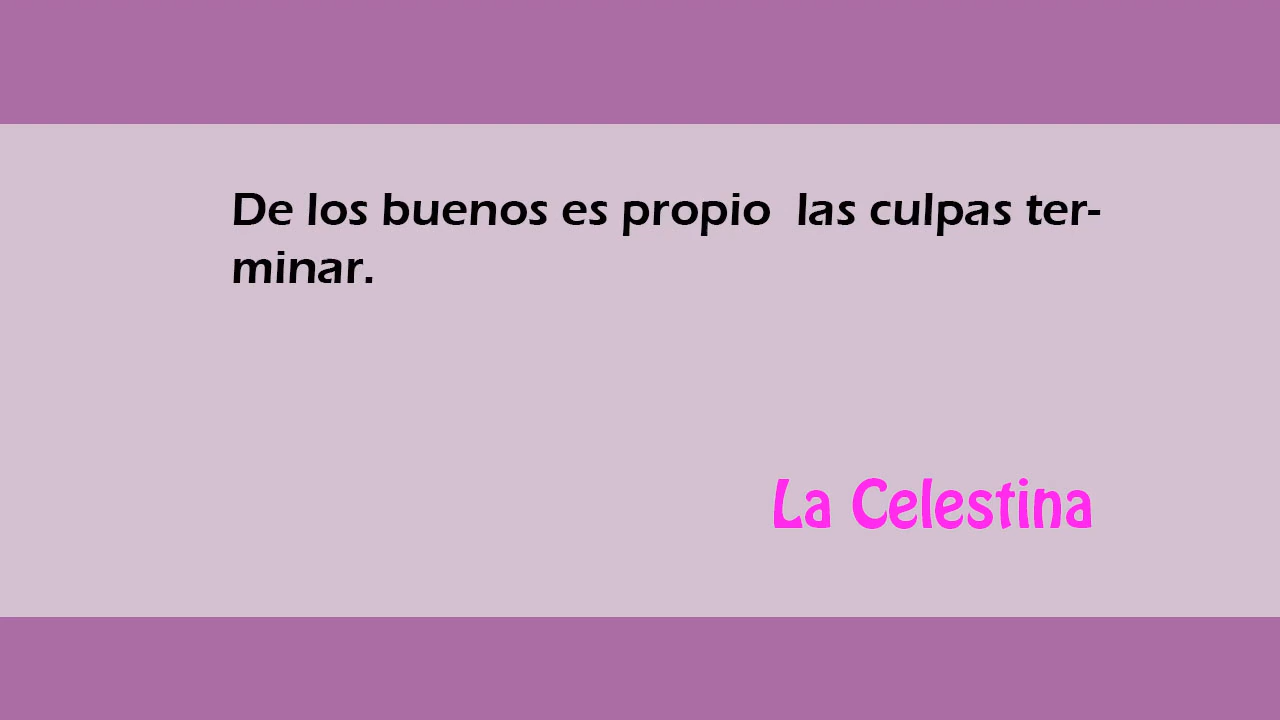 De los buenos es propio  las culpas ter-
minar.
La Celestina